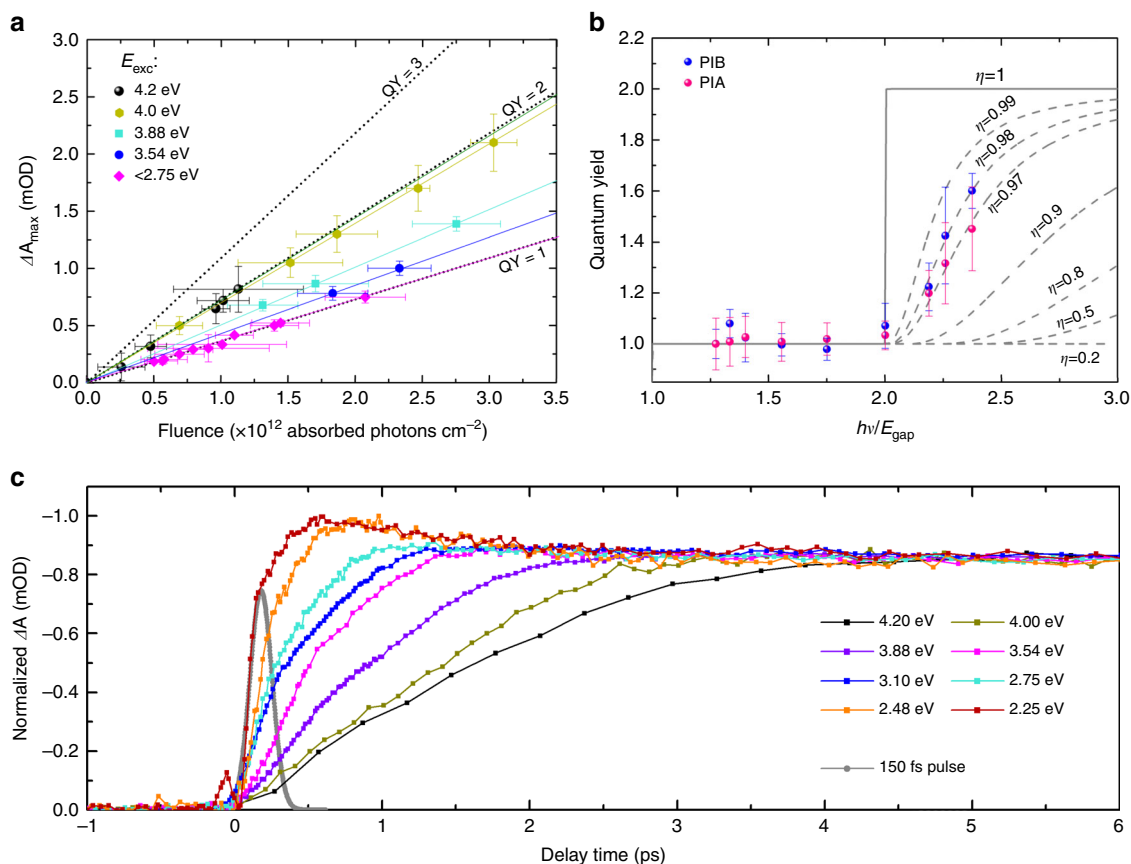 a
3.0
2.5
2.0
1.5
1.0
0.5
0.0
ΔAmax (mOD)
Eexc:
4.2 eV
4.0 eV
3.88 eV
3.54 eV
<2.75 eV
QY = 3
QY = 2
QY = 1
0.0 0.5 1.0 1.5 2.0 2.5 3.0 3.5
Fluence (×10¹² absorbed photons cm⁻²)
b
2.2
2.0
1.8
1.6
1.4
1.2
1.0
Quantum yield
PIB
PIA
η=1
η=0.99
η=0.98
η=0.97
η=0.9
η=0.8
η=0.5
η=0.2
1.0 1.5 2.0 2.5 3.0
hν/Egap
c
−1.0
−0.8
−0.6
−0.4
−0.2
0.0
Normalized ΔA (mOD)
4.20 eV 4.00 eV
3.88 eV 3.54 eV
3.10 eV 2.75 eV
2.48 eV 2.25 eV
150 fs pulse
−1 0 1 2 3 4 5 6
Delay time (ps)